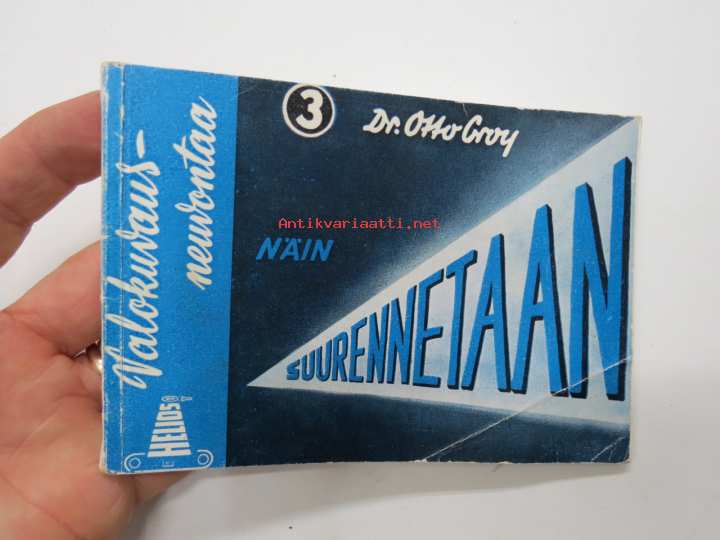 Valokuvaus-
neuvontaa
HELIOS
3
Dr. Otto Croy
Antikvariaatti.net
NÄIN
SUURENNETAAN